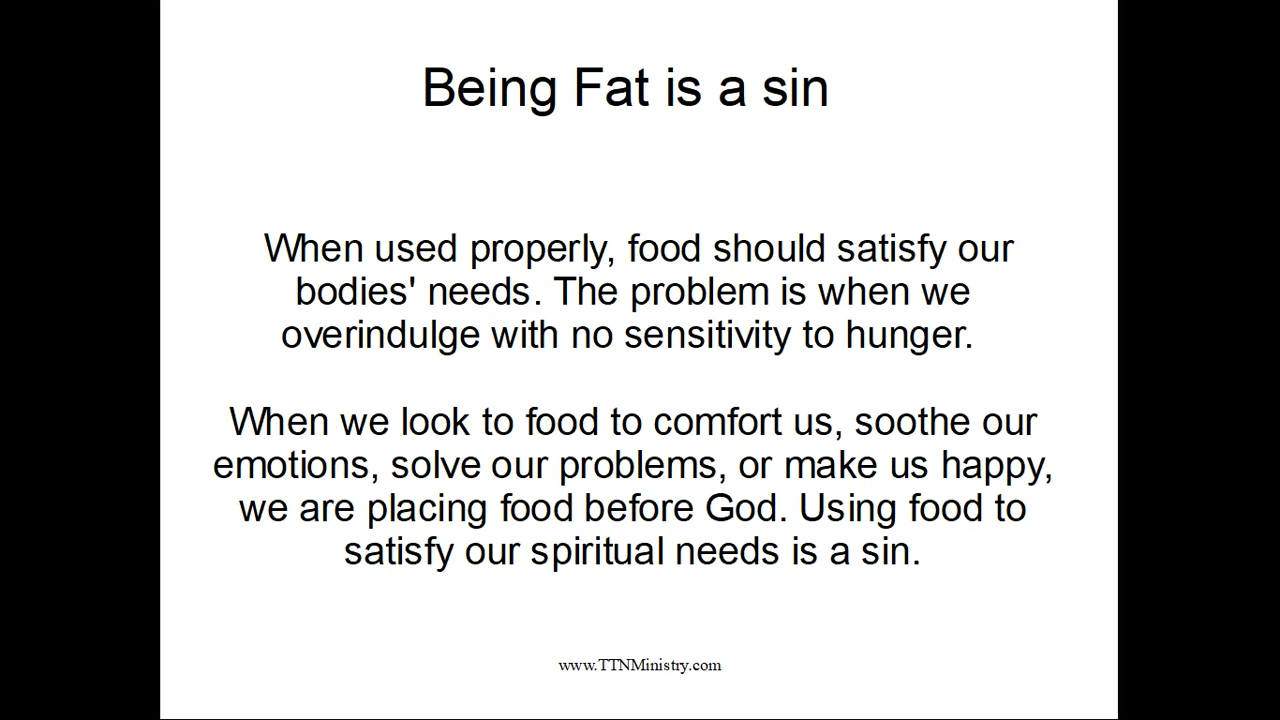 Being Fat is a sin
When used properly, food should satisfy our
bodies' needs. The problem is when we
overindulge with no sensitivity to hunger.
When we look to food to comfort us, soothe our
emotions, solve our problems, or make us happy,
we are placing food before God. Using food to
satisfy our spiritual needs is a sin.
www.TTNMinistry.com